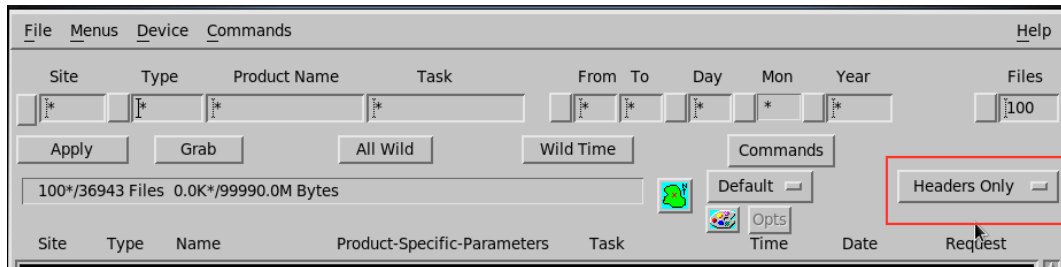 File Menus Device Commands Help
Site Type Product Name Task From To Day Mon Year Files
* * * * * * * * * 100
Apply Grab All Wild Wild Time Commands
100*/36943 Files 0.0K*/99990.0M Bytes Default Headers Only
Opts
Site Type Name Product-Specific-Parameters Task Time Date Request